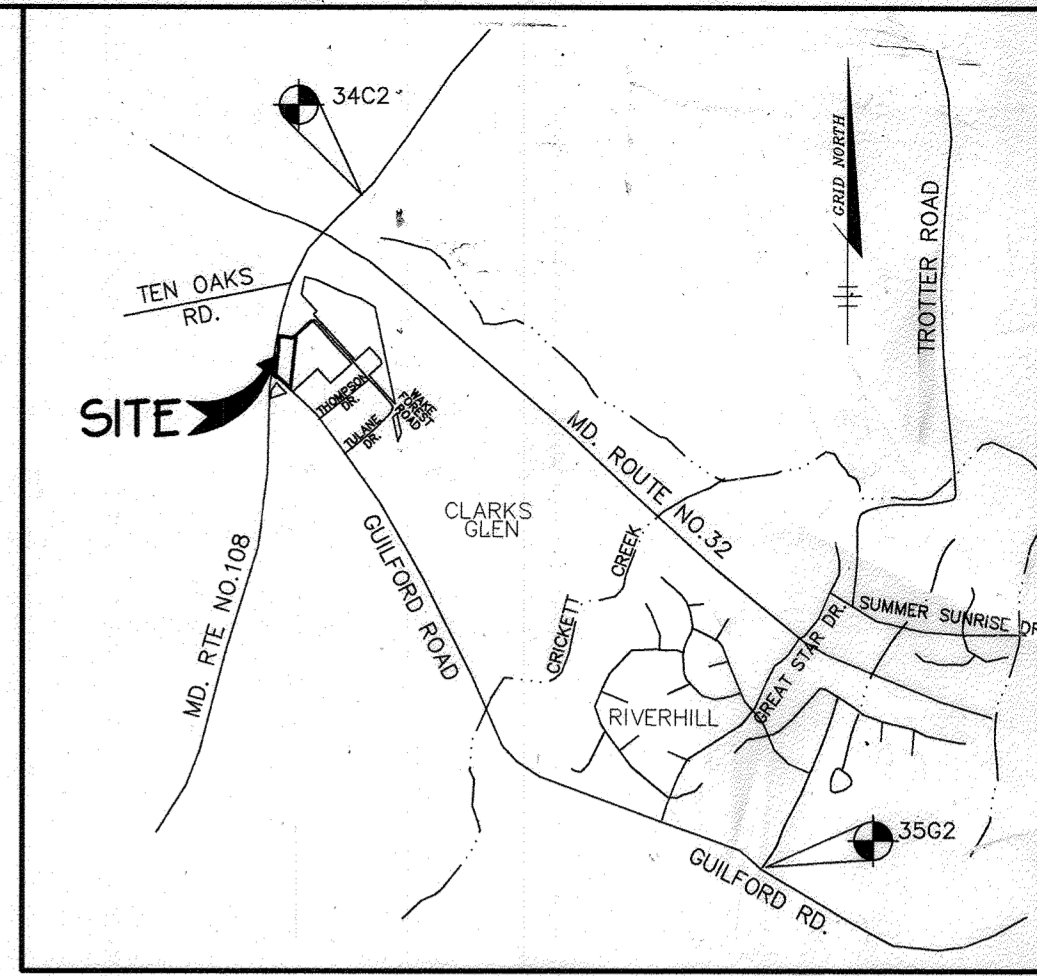 34C2
GRID NORTH
TROTTER ROAD
TEN OAKS
RD.
SITE
THOMPSON
DR.
WAKE
FOREST
ROAD
TULANE
DR.
MD. ROUTE NO.32
CLARKS
GLEN
GUILFORD ROAD
CRICKETT CREEK
MD. RTE NO.108
SUMMER SUNRISE DR
GREAT STAR DR.
RIVERHILL
35G2
GUILFORD RD.